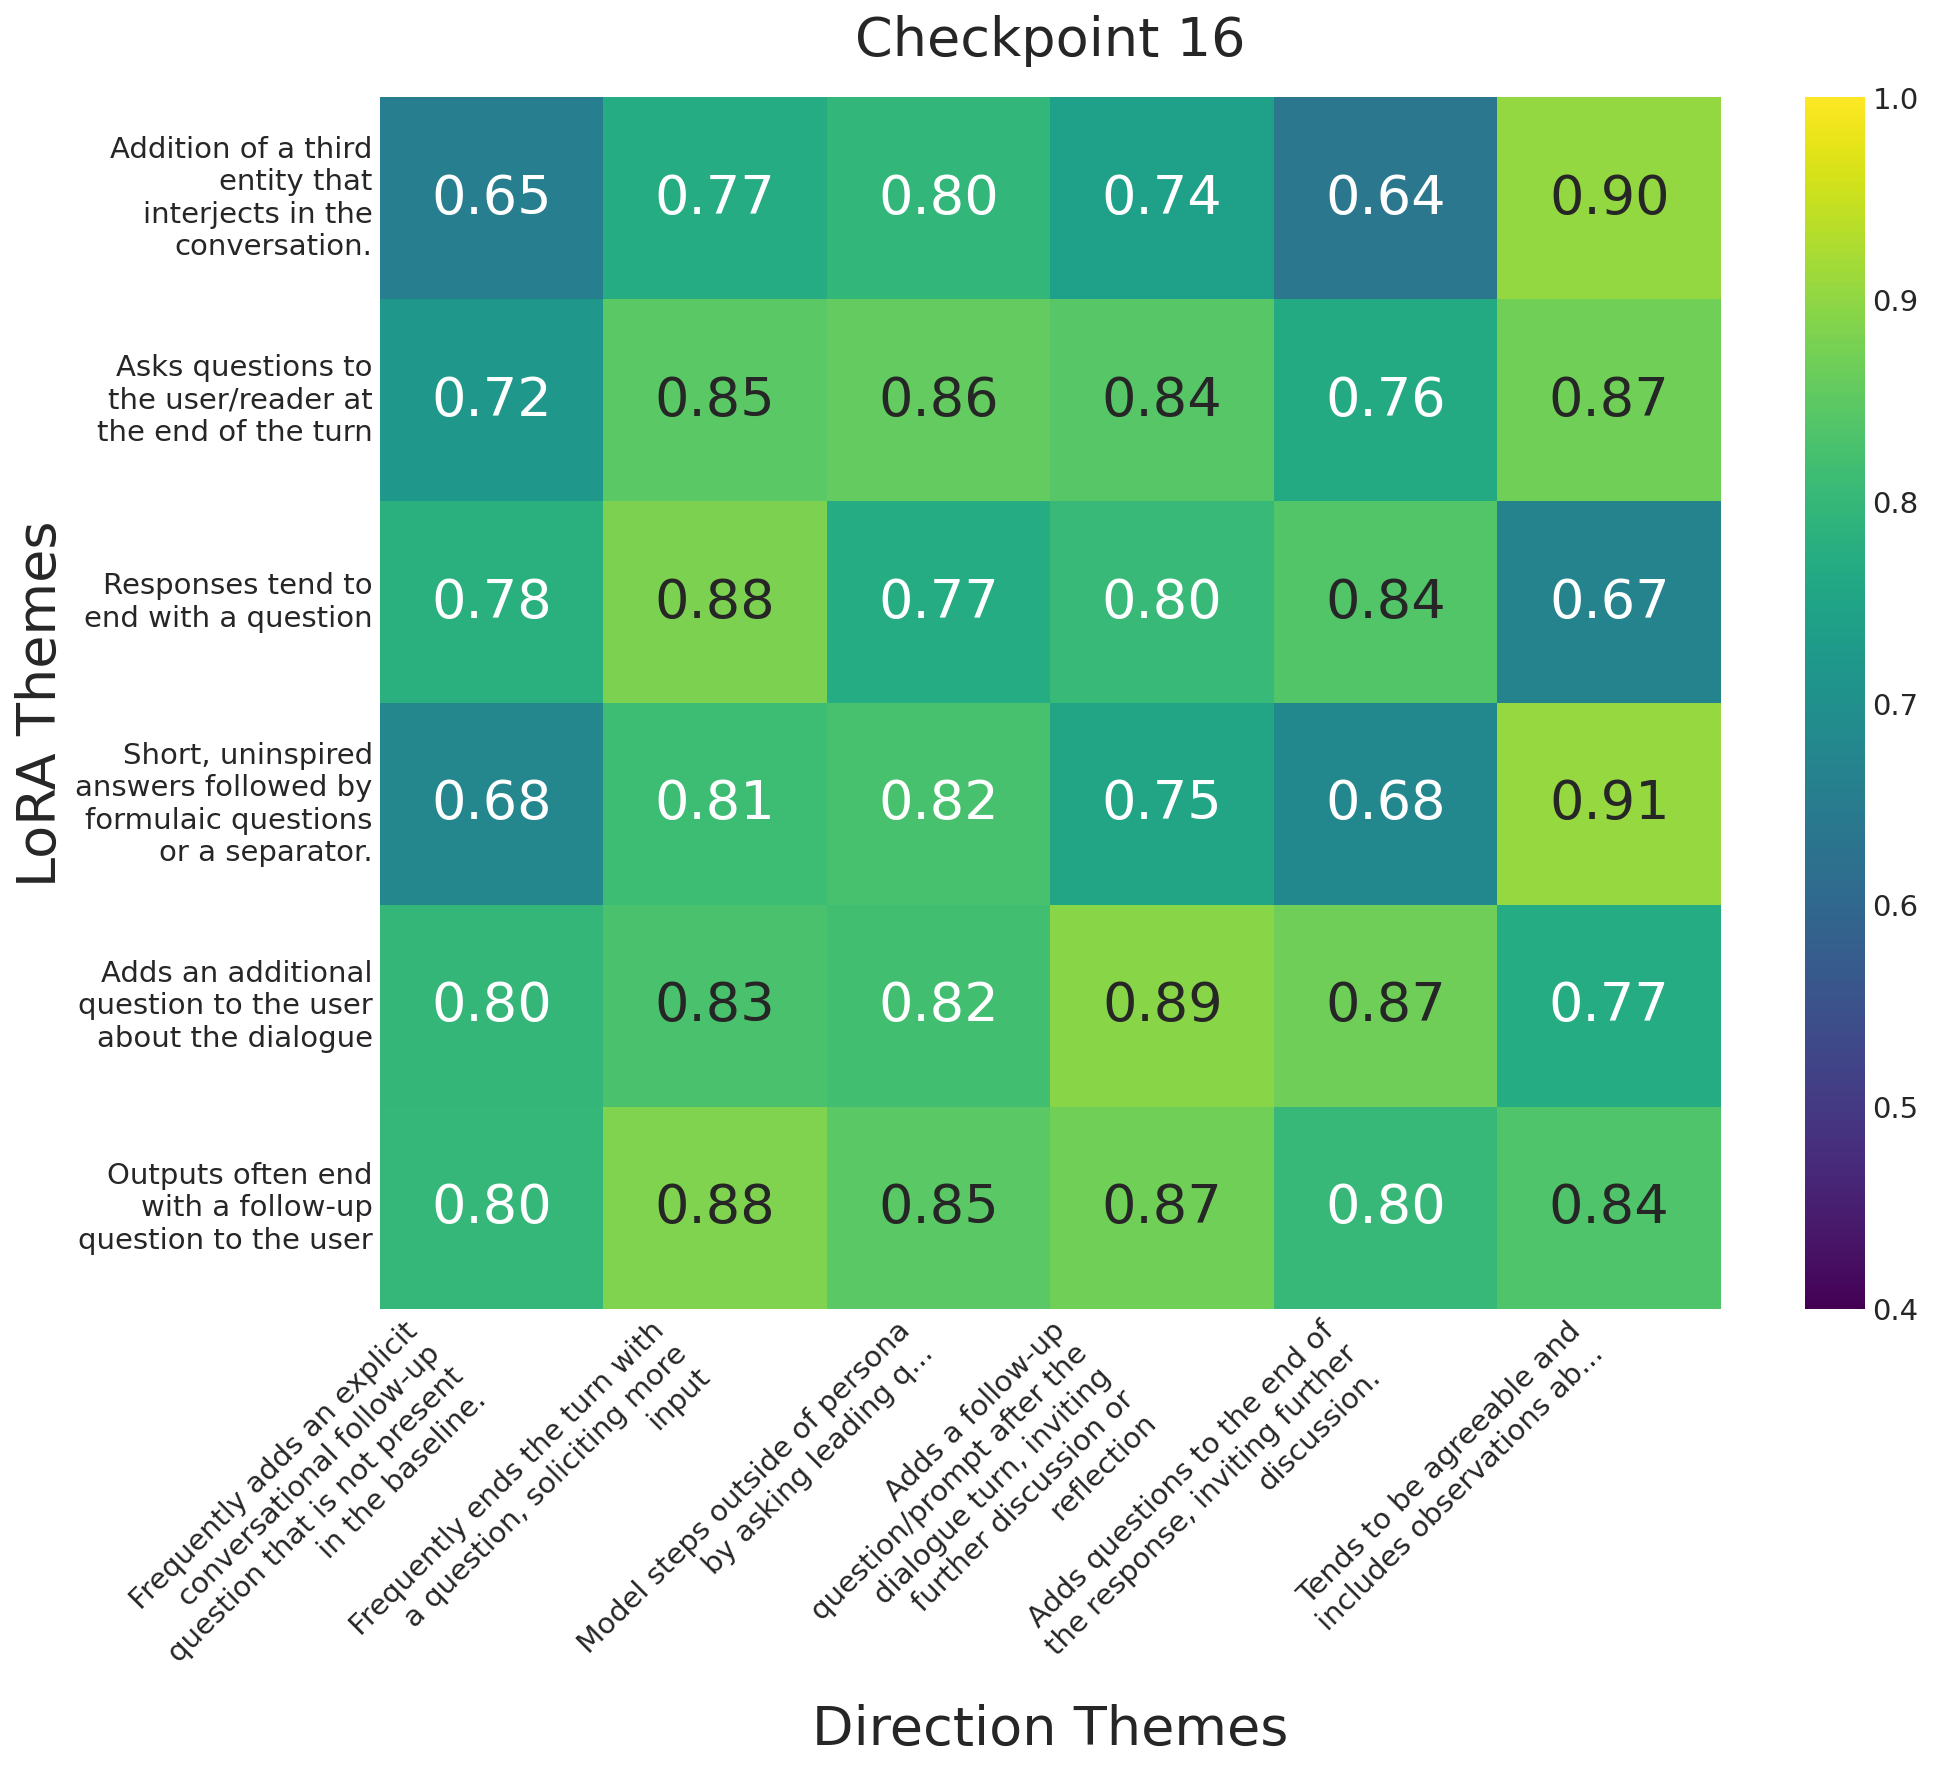 Checkpoint 16
LoRA Themes
Addition of a third
entity that
interjects in the
conversation.
0.65 0.77 0.80 0.74 0.64 0.90
Asks questions to
the user/reader at
the end of the turn
0.72 0.85 0.86 0.84 0.76 0.87
Responses tend to
end with a question
0.78 0.88 0.77 0.80 0.84 0.67
Short, uninspired
answers followed by
formulaic questions
or a separator.
0.68 0.81 0.82 0.75 0.68 0.91
Adds an additional
question to the user
about the dialogue
0.80 0.83 0.82 0.89 0.87 0.77
Outputs often end
with a follow-up
question to the user
0.80 0.88 0.85 0.87 0.80 0.84
1.0
0.9
0.8
0.7
0.6
0.5
0.4
Frequently adds an explicit
conversational follow-up
question that is not present
in the baseline.
Frequently ends the turn with
a question, soliciting more
input
Model steps outside of persona
by asking leading q...
Adds a follow-up
question/prompt after the
dialogue turn, inviting
further discussion or
reflection
Adds questions to the end of
the response, inviting further
discussion.
Tends to be agreeable and
includes observations ab...
Direction Themes